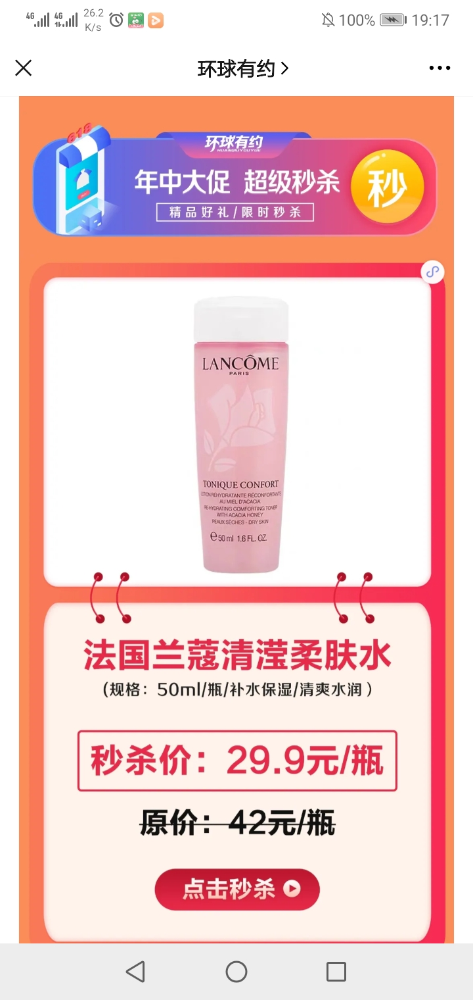 4G 4G 26.2 K/s 100% 19:17
环球有约
618
环球有约
HUANQIUYOUYUE
年中大促 超级秒杀
秒
精品好礼/限时秒杀
LANCÔME
PARIS
TONIQUE CONFORT
LOTION RÉHYDRATANTE RÉCONFORTANTE
AU MIEL D'ACACIA
RE-HYDRATING COMFORTING TONER
WITH ACACIA HONEY
PEAUX SÈCHES - DRY SKIN
℮50 ml 1.6 FL. OZ.
法国兰蔻清滢柔肤水
(规格：50ml/瓶/补水保湿/清爽水润）
秒杀价：29.9元/瓶
原价：42元/瓶
点击秒杀